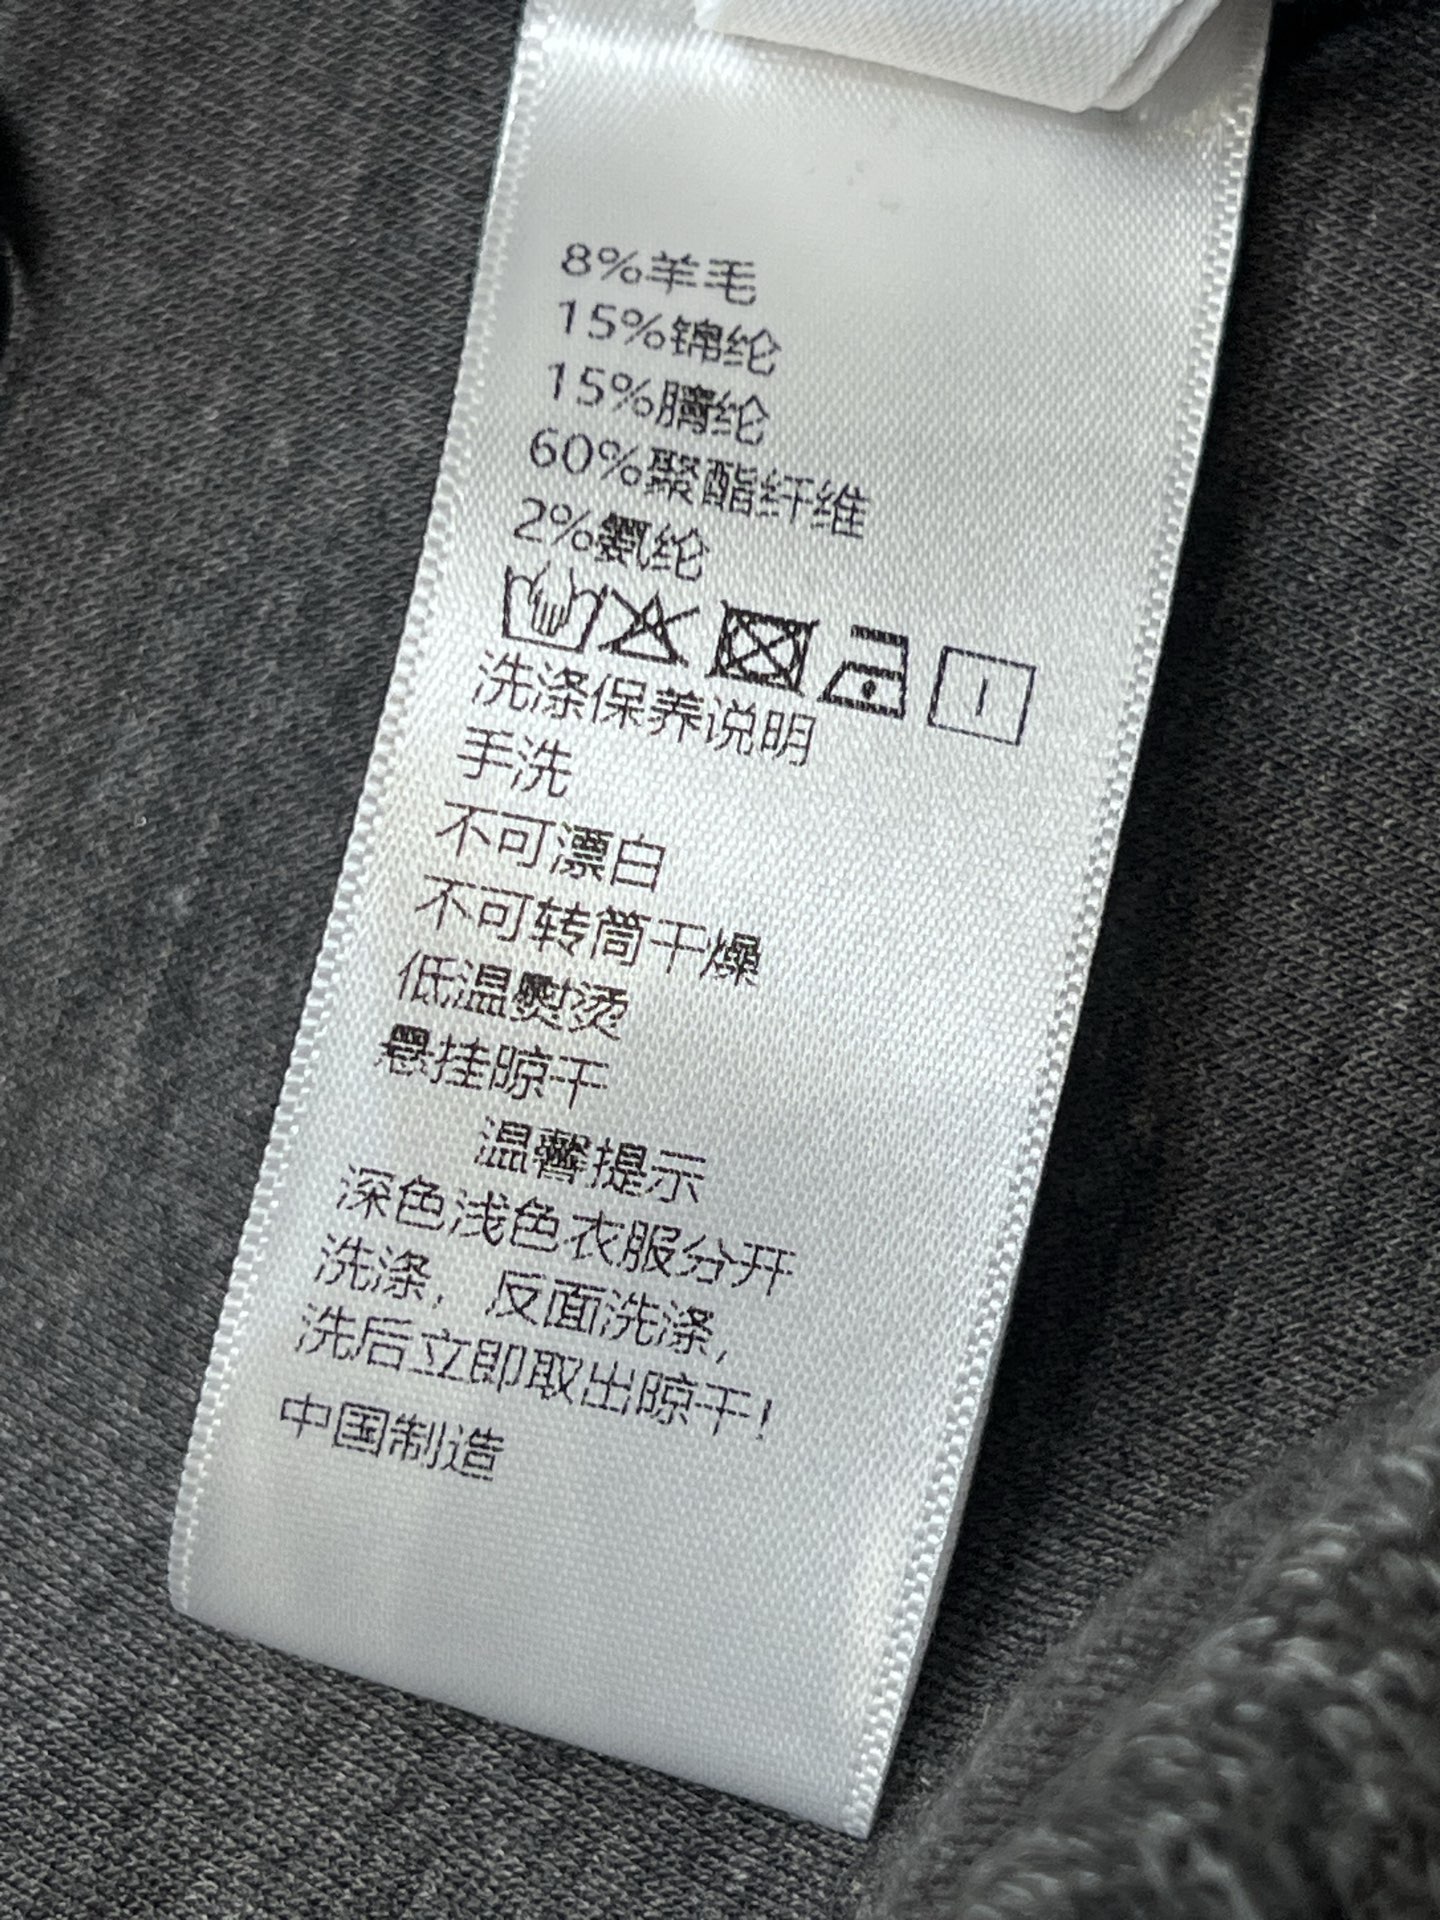 8%羊毛
15%锦纶
15%腈纶
60%聚酯纤维
2%氨纶
洗涤保养说明
手洗
不可漂白
不可转筒干燥
低温熨烫
悬挂晾干
温馨提示
深色浅色衣服分开
洗涤，反面洗涤，
洗后立即取出晾干！
中国制造